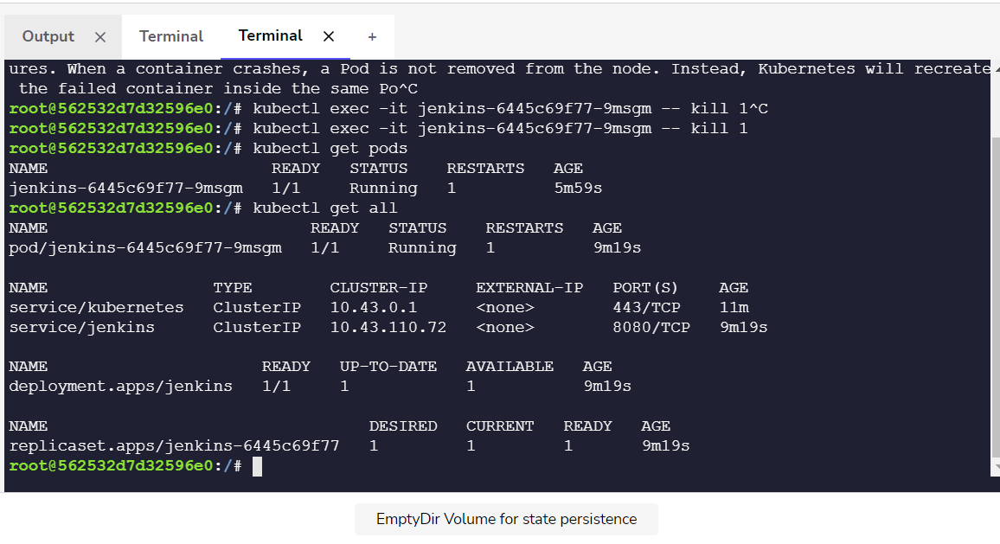 Output × Terminal Terminal × +
ures. When a container crashes, a Pod is not removed from the node. Instead, Kubernetes will recreate
the failed container inside the same Po^C
root@562532d7d32596e0:/# kubectl exec -it jenkins-6445c69f77-9msgm -- kill 1^C
root@562532d7d32596e0:/# kubectl exec -it jenkins-6445c69f77-9msgm -- kill 1
root@562532d7d32596e0:/# kubectl get pods
NAME READY STATUS RESTARTS AGE
jenkins-6445c69f77-9msgm 1/1 Running 1 5m59s
root@562532d7d32596e0:/# kubectl get all
NAME READY STATUS RESTARTS AGE
pod/jenkins-6445c69f77-9msgm 1/1 Running 1 9m19s
NAME TYPE CLUSTER-IP EXTERNAL-IP PORT(S) AGE
service/kubernetes ClusterIP 10.43.0.1 <none> 443/TCP 11m
service/jenkins ClusterIP 10.43.110.72 <none> 8080/TCP 9m19s
NAME READY UP-TO-DATE AVAILABLE AGE
deployment.apps/jenkins 1/1 1 1 9m19s
NAME DESIRED CURRENT READY AGE
replicaset.apps/jenkins-6445c69f77 1 1 1 9m19s
root@562532d7d32596e0:/#
EmptyDir Volume for state persistence